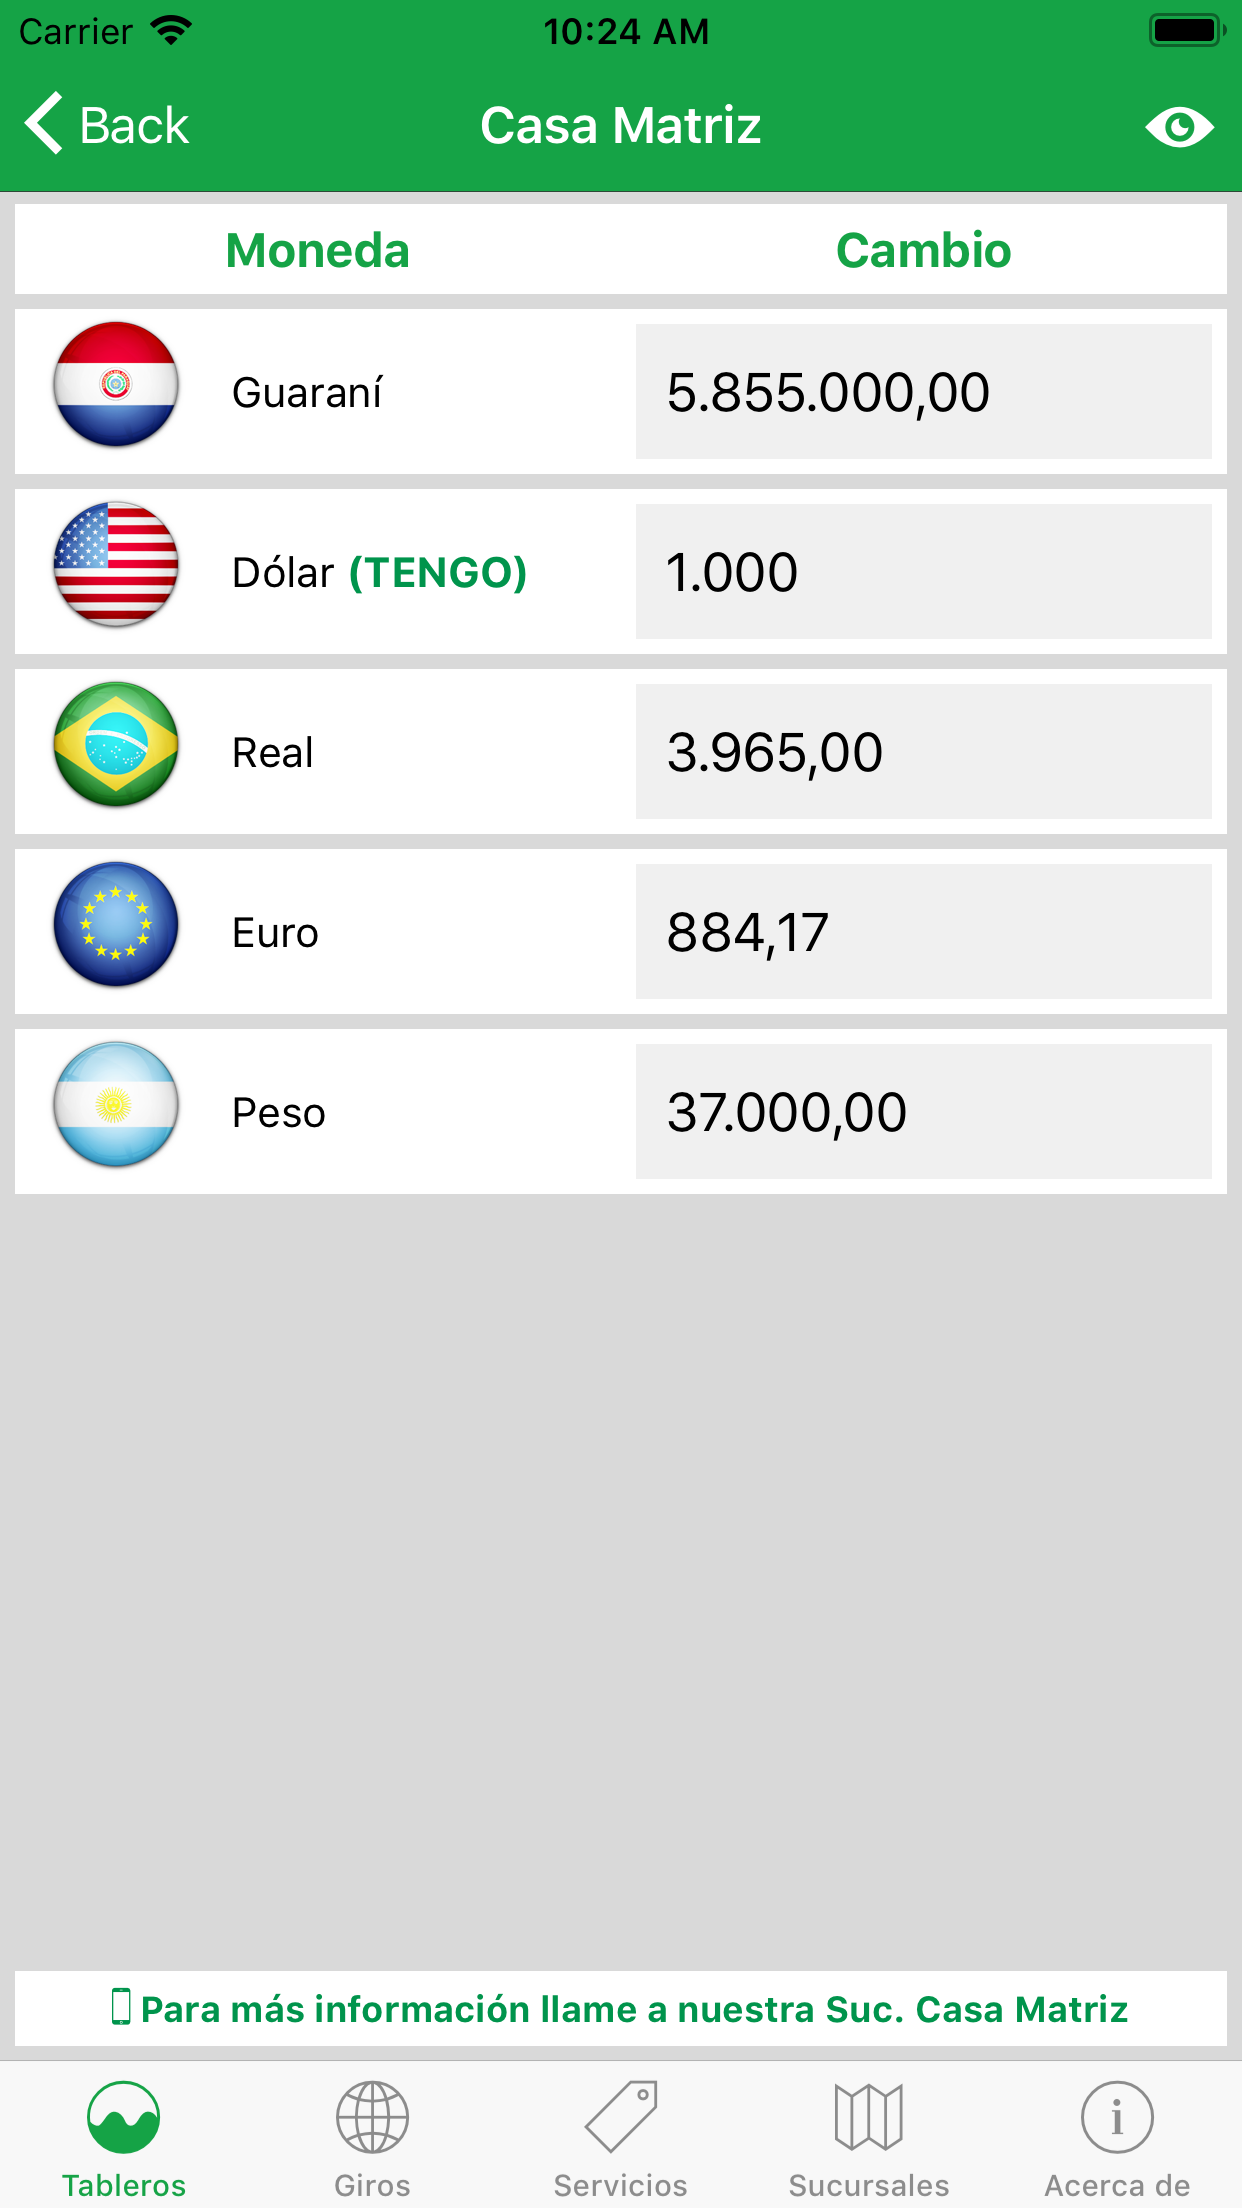 Carrier 10:24 AM
Back Casa Matriz
Moneda Cambio
Guaraní 5.855.000,00
Dólar (TENGO) 1.000
Real 3.965,00
Euro 884,17
Peso 37.000,00
Para más información llame a nuestra Suc. Casa Matriz
Tableros Giros Servicios Sucursales Acerca de